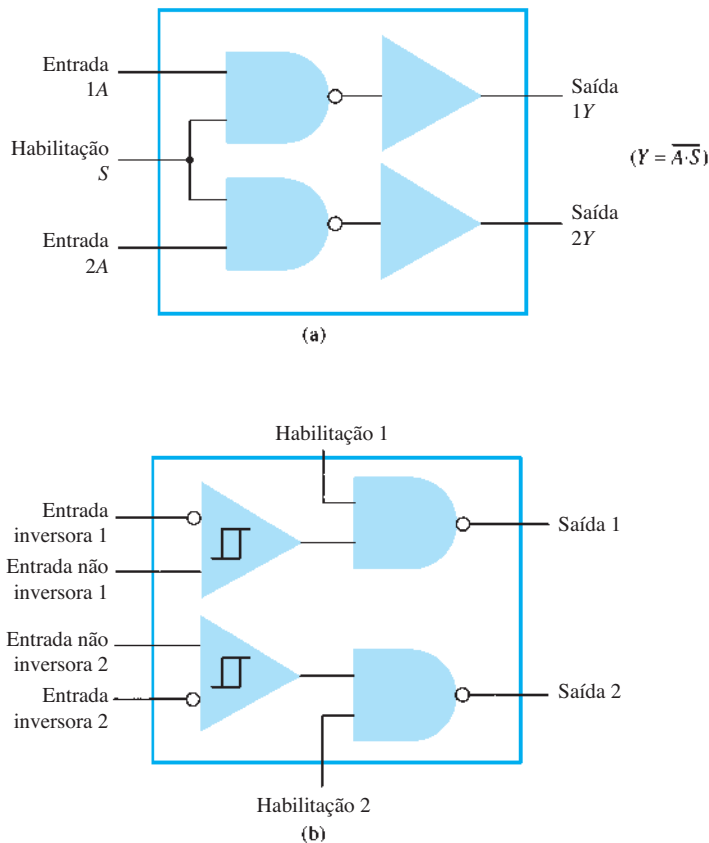 Entrada
1A
Saída
1Y
Habilitação
S
(Y = \overline{A·S})
Entrada
2A
Saída
2Y
(a)
Habilitação 1
Entrada
inversora 1
Saída 1
Entrada não
inversora 1
Entrada não
inversora 2
Entrada
inversora 2
Saída 2
Habilitação 2
(b)